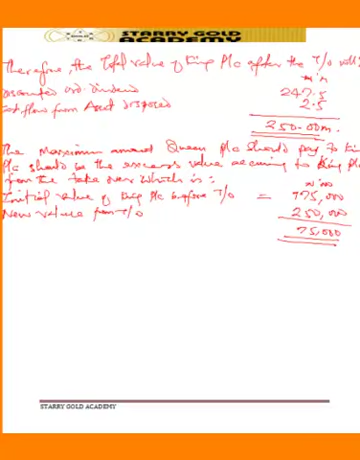 STARRY GOLD
ACADEMY
Therefore, the Total value of King Plc after the T/o will
N'm
discounted dividend 247.5
Cash flow from Asset disposed 2.5
250.00m.
The Maximum amount Queen Plc should pay to King
Plc should be the excess value accruing to King Plc
from the take over which is:
N'000
Initial value of King Plc before T/o = 175,000
New value from T/o 250,000
75,000
STARRY GOLD ACADEMY